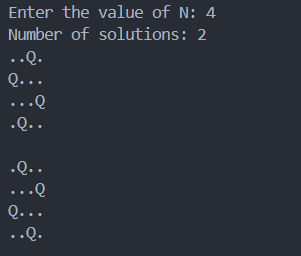 Enter the value of N: 4
Number of solutions: 2
..Q.
Q...
...Q
.Q..

.Q..
...Q
Q...
..Q.